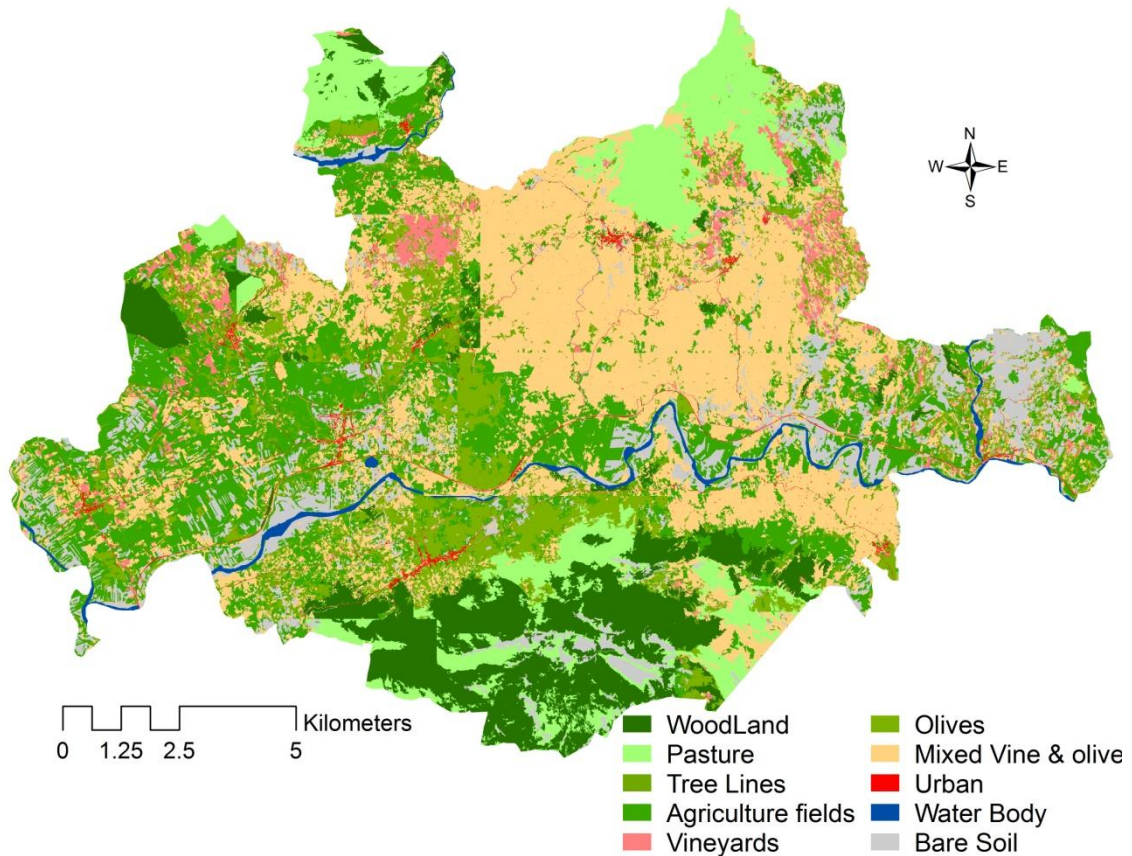 N
W E
S
Kilometers
0 1.25 2.5 5
WoodLand
Pasture
Tree Lines
Agriculture fields
Vineyards
Olives
Mixed Vine & olive
Urban
Water Body
Bare Soil